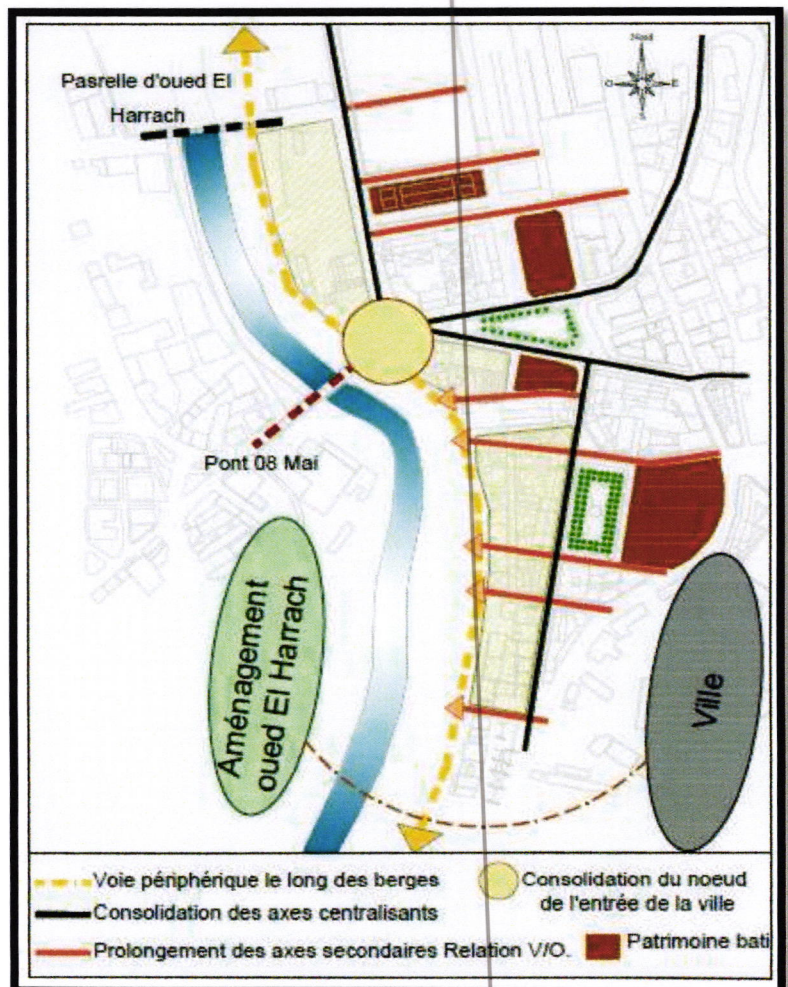 Nord
O
E
Pasrelle d'oued El
Harrach
Pont 08 Mai
Aménagement
oued El Harrach
Ville
Voie périphérique le long des berges
Consolidation du noeud
de l'entrée de la ville
Consolidation des axes centralisants
Prolongement des axes secondaires Relation V/O.
Patrimoine bati